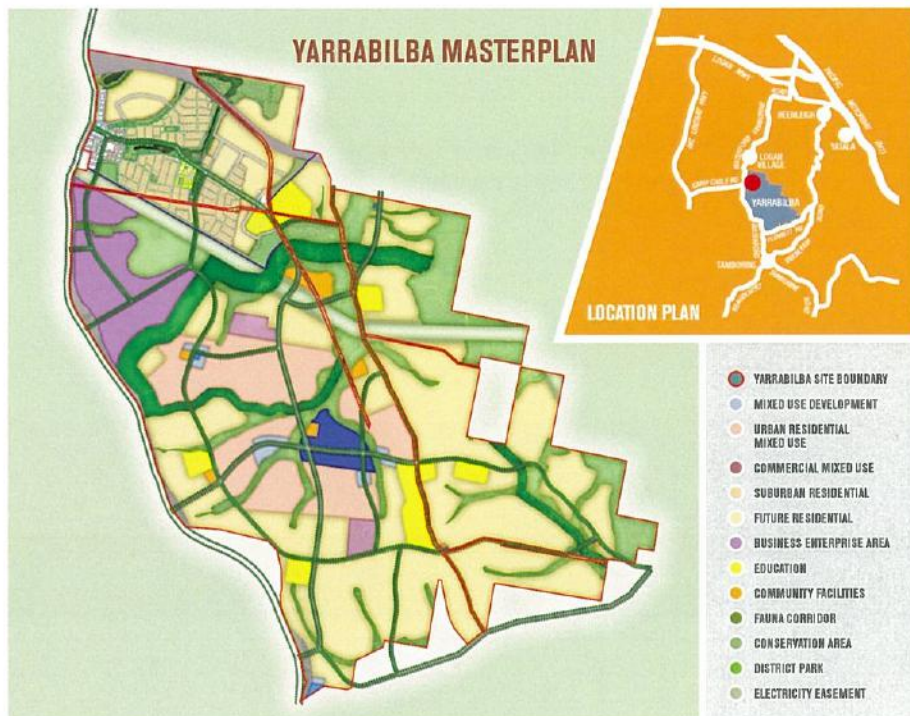 YARRABILBA MASTERPLAN
LOGAN
VILLAGE
BEENLEIGH
YATALA
YARRABILBA
TAMBORINE
LOCATION PLAN
YARRABILBA SITE BOUNDARY
MIXED USE DEVELOPMENT
URBAN RESIDENTIAL
MIXED USE
COMMERCIAL MIXED USE
SUBURBAN RESIDENTIAL
FUTURE RESIDENTIAL
BUSINESS ENTERPRISE AREA
EDUCATION
COMMUNITY FACILITIES
FAUNA CORRIDOR
CONSERVATION AREA
DISTRICT PARK
ELECTRICITY EASEMENT